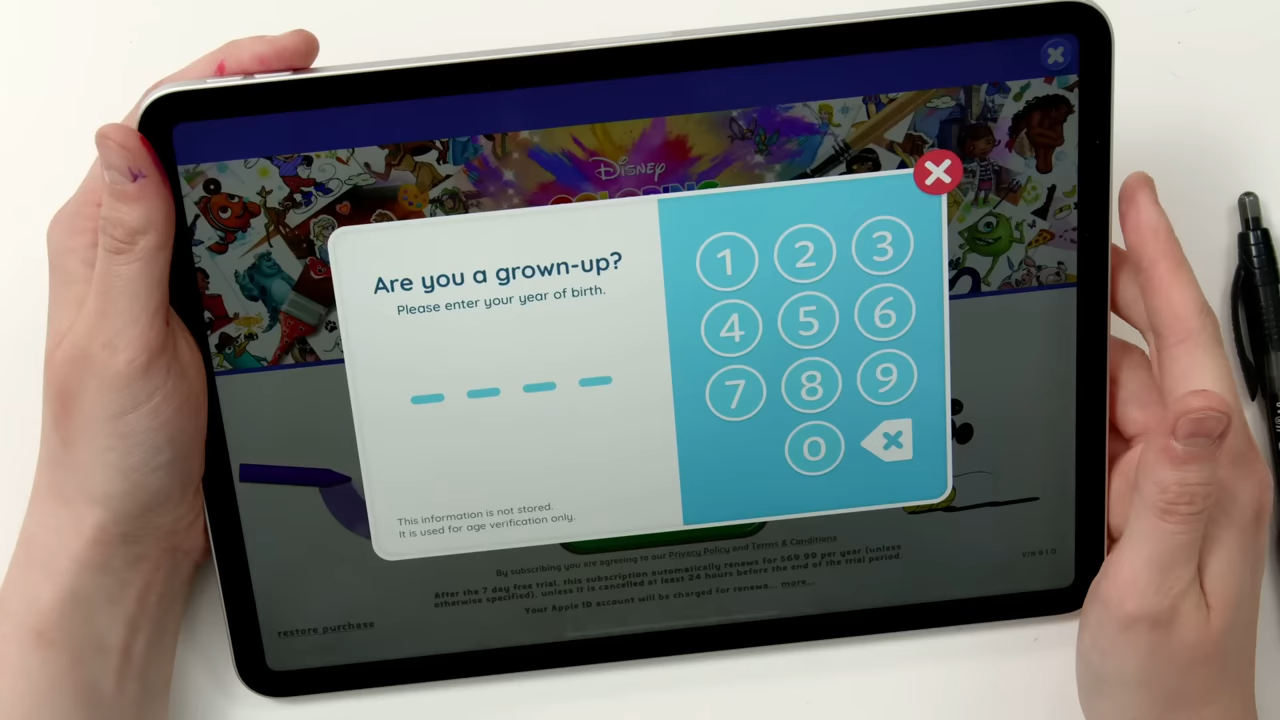 Disney
COLORING
Are you a grown-up?
Please enter your year of birth.
1 2 3
4 5 6
7 8 9
0
This information is not stored.
It is used for age verification only.
By subscribing you are agreeing to our Privacy Policy and Terms & Conditions
After the 7 day free trial, this subscription automatically renews for $69.99 per year (unless
otherwise specified), unless it is cancelled at least 24 hours before the end of the trial period.
Your Apple ID account will be charged for renewa... more...
restore purchase